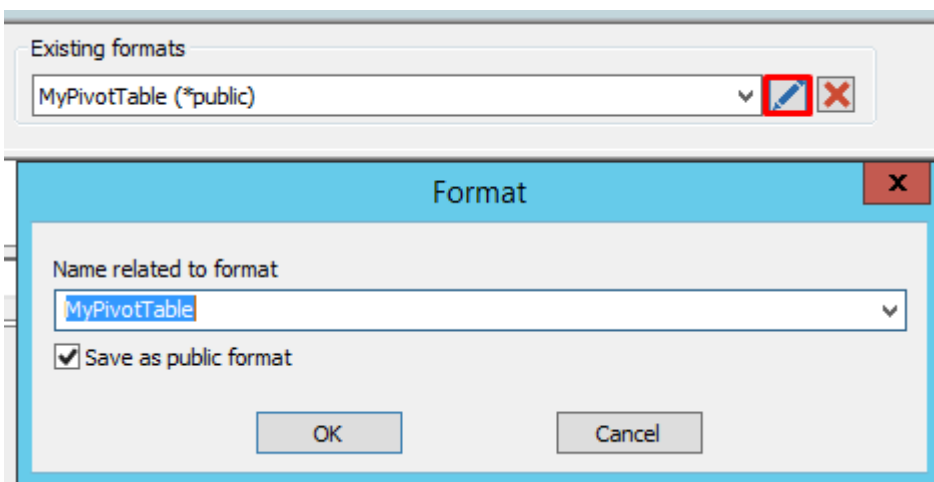 Existing formats
MyPivotTable (*public)
Format
x
Name related to format
MyPivotTable
Save as public format
OK
Cancel